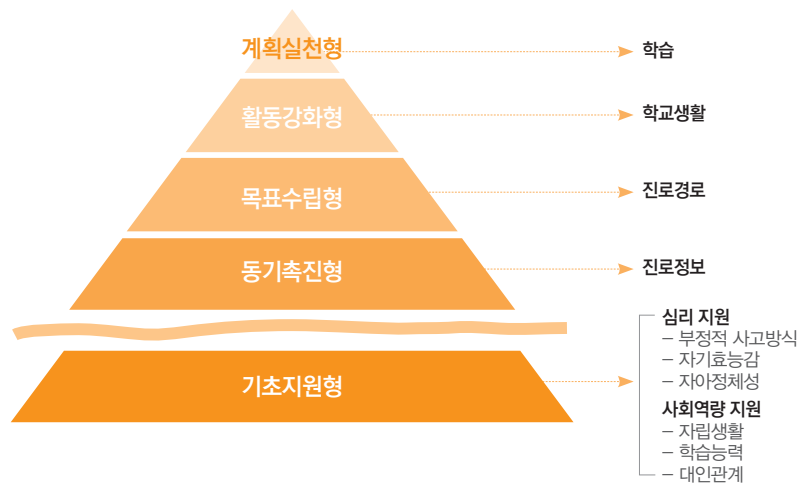 계획실천형
학습
활동강화형
학교생활
목표수립형
진로경로
동기촉진형
진로정보
기초지원형
심리 지원
– 부정적 사고방식
– 자기효능감
– 자아정체성
사회역량 지원
– 자립생활
– 학습능력
– 대인관계